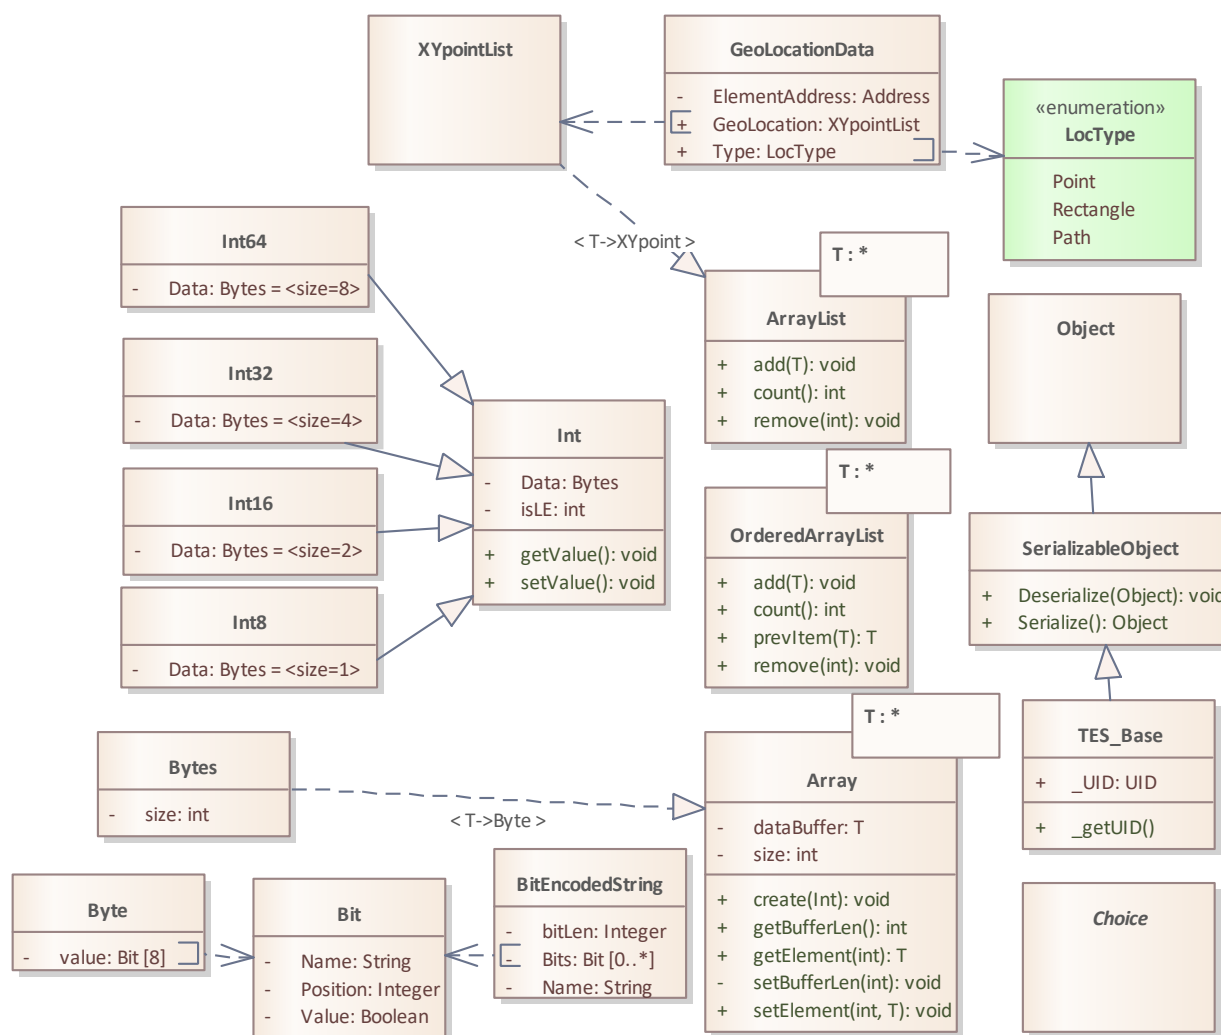 XYpointList
GeoLocationData
- ElementAddress: Address
+ GeoLocation: XYpointList
+ Type: LocType
«enumeration»
LocType
Point
Rectangle
Path
< T->XYpoint >
Int64
- Data: Bytes = <size=8>
Int32
- Data: Bytes = <size=4>
Int16
- Data: Bytes = <size=2>
Int8
- Data: Bytes = <size=1>
Int
- Data: Bytes
- isLE: int
+ getValue(): void
+ setValue(): void
T : *
ArrayList
+ add(T): void
+ count(): int
+ remove(int): void
T : *
OrderedArrayList
+ add(T): void
+ count(): int
+ prevItem(T): T
+ remove(int): void
Object
SerializableObject
+ Deserialize(Object): void
+ Serialize(): Object
TES_Base
+ _UID: UID
+ _getUID()
Choice
Bytes
- size: int
< T->Byte >
T : *
Array
- dataBuffer: T
- size: int
+ create(Int): void
+ getBufferLen(): int
+ getElement(int): T
- setBufferLen(int): void
+ setElement(int, T): void
Byte
- value: Bit [8]
Bit
- Name: String
- Position: Integer
- Value: Boolean
BitEncodedString
- bitLen: Integer
- Bits: Bit [0..*]
- Name: String